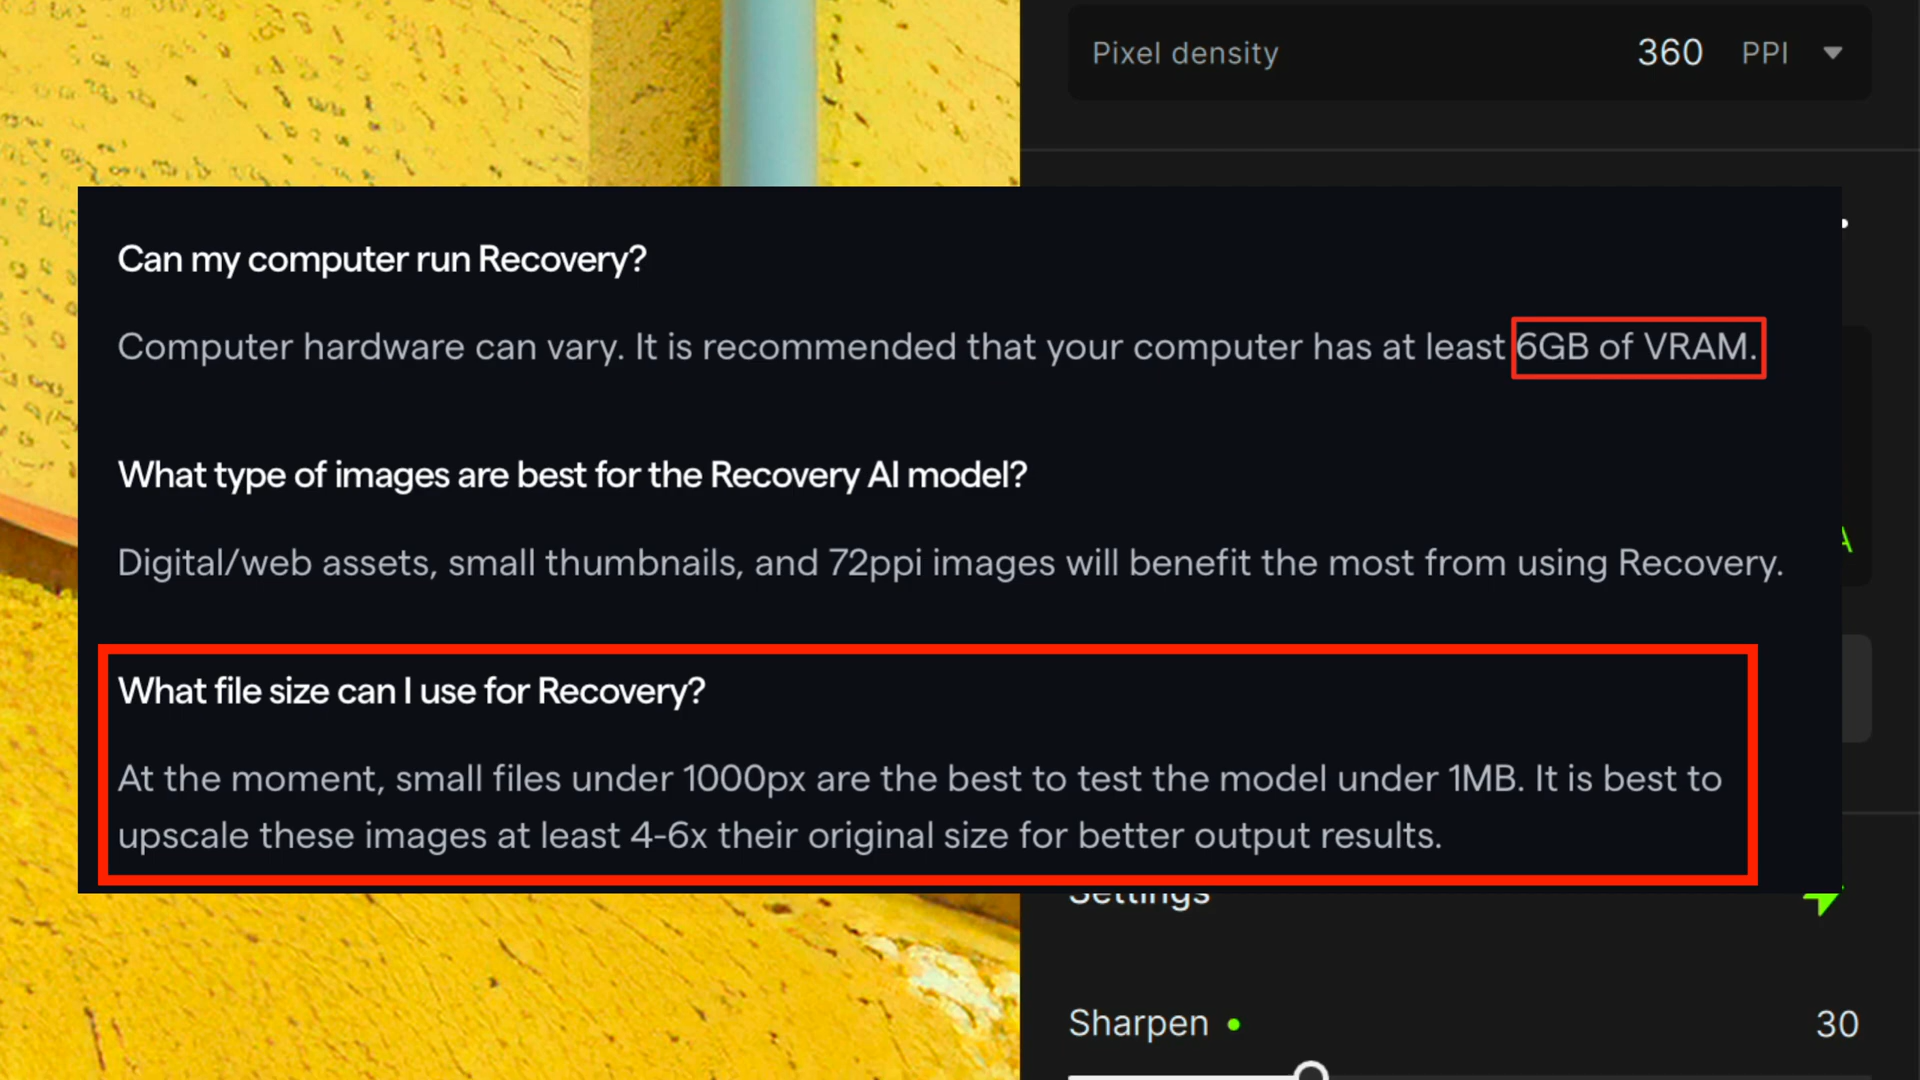 Pixel density 360 PPI
Can my computer run Recovery?
Computer hardware can vary. It is recommended that your computer has at least 6GB of VRAM.
What type of images are best for the Recovery AI model?
Digital/web assets, small thumbnails, and 72ppi images will benefit the most from using Recovery.
What file size can I use for Recovery?
At the moment, small files under 1000px are the best to test the model under 1MB. It is best to
upscale these images at least 4-6x their original size for better output results.
Settings
Sharpen 30